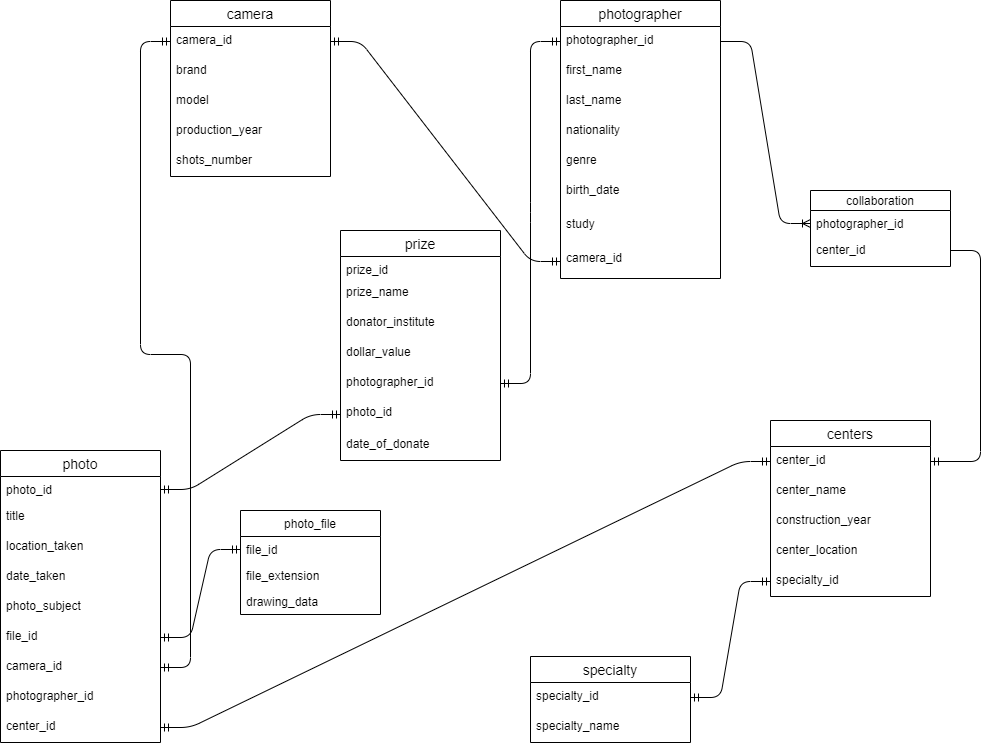 camera
camera_id
brand
model
production_year
shots_number
photographer
photographer_id
first_name
last_name
nationality
genre
birth_date
study
camera_id
collaboration
photographer_id
center_id
prize
prize_id
prize_name
donator_institute
dollar_value
photographer_id
photo_id
date_of_donate
centers
center_id
center_name
construction_year
center_location
specialty_id
photo
photo_id
title
location_taken
date_taken
photo_subject
file_id
camera_id
photographer_id
center_id
photo_file
file_id
file_extension
drawing_data
specialty
specialty_id
specialty_name